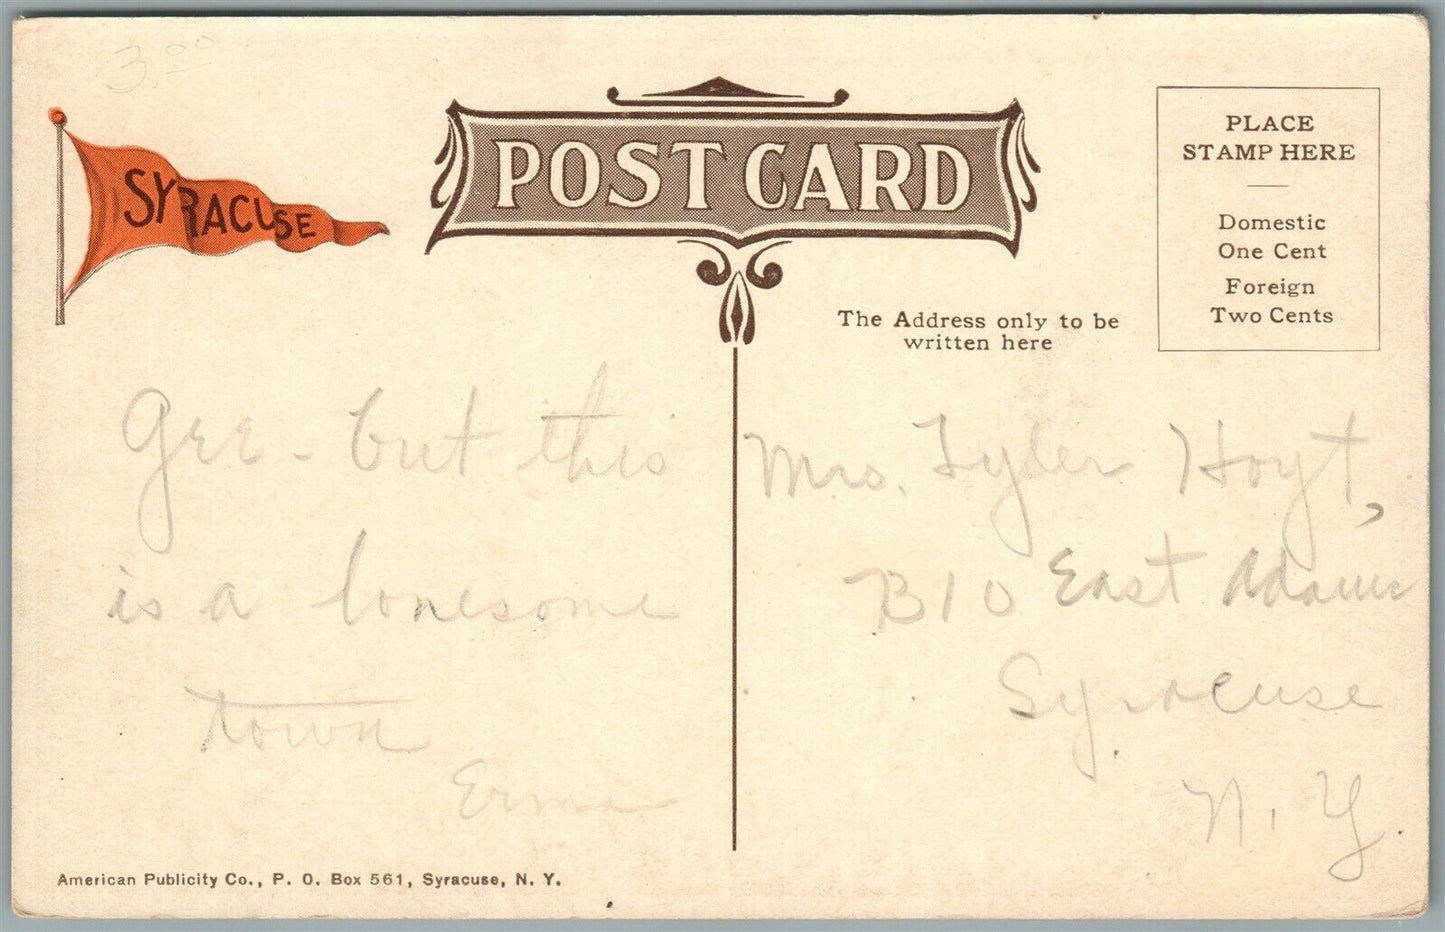 3.00
SYRACUSE
POST CARD
PLACE
STAMP HERE
Domestic
One Cent
Foreign
Two Cents
The Address only to be
written here
Gee - but this
is a lonesome
town
Erma
Mrs. Tyler Hoyt,
310 East Adams
Syracuse
N. Y.
American Publicity Co., P. O. Box 561, Syracuse, N. Y.